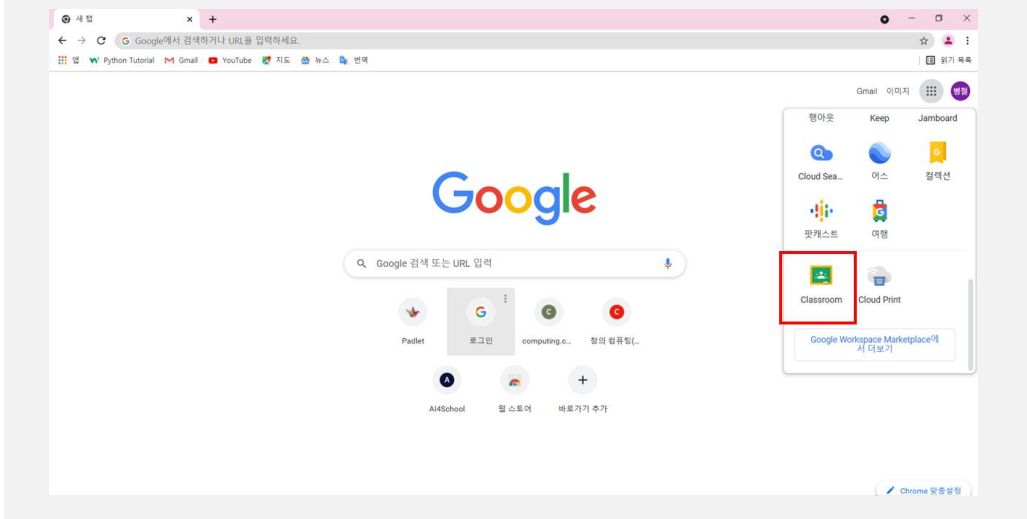 새 탭
Google에서 검색하거나 URL을 입력하세요.
앱 Python Tutorial Gmail YouTube 지도 뉴스 번역 읽기 목록
Gmail 이미지 병철
행아웃 Keep Jamboard
Cloud Sea... 어스 컬렉션
팟캐스트 여행
Classroom Cloud Print
Google Workspace Marketplace에
서 더보기
Google
Google 검색 또는 URL 입력
Padlet 로그인 computing.c... 창의 컴퓨팅(...
AI4School 웹 스토어 바로가기 추가
Chrome 맞춤설정